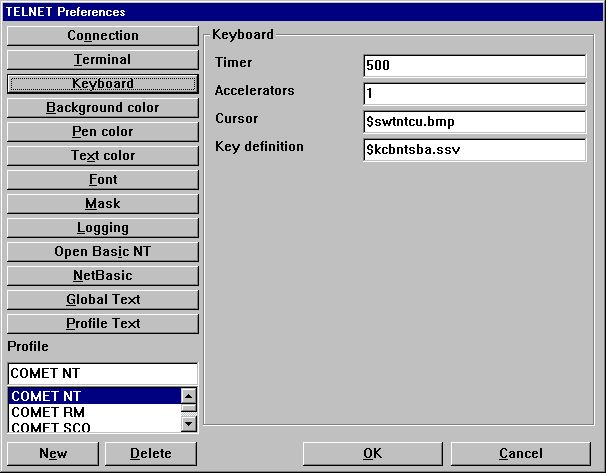 TELNET Preferences
Connection
Terminal
Keyboard
Background color
Pen color
Text color
Font
Mask
Logging
Open Basic NT
NetBasic
Global Text
Profile Text
Profile
COMET NT
COMET NT
COMET RM
COMET SCO
New
Delete
Keyboard
Timer
500
Accelerators
1
Cursor
$swtntcu.bmp
Key definition
$kcbntsba.ssv
OK
Cancel